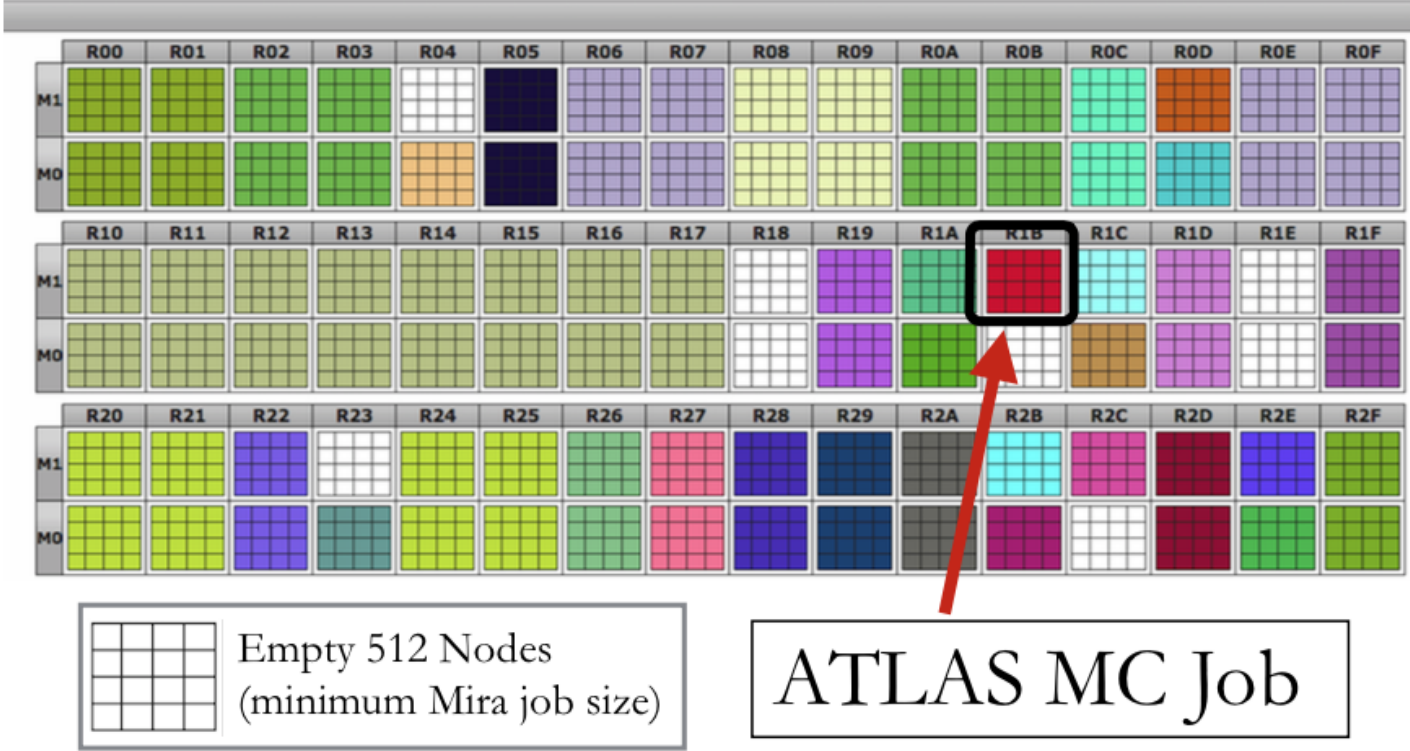 R00 R01 R02 R03 R04 R05 R06 R07 R08 R09 R0A R0B R0C R0D R0E R0F
M1
M0
R10 R11 R12 R13 R14 R15 R16 R17 R18 R19 R1A R1B R1C R1D R1E R1F
M1
M0
R20 R21 R22 R23 R24 R25 R26 R27 R28 R29 R2A R2B R2C R2D R2E R2F
M1
M0
Empty 512 Nodes
(minimum Mira job size)
ATLAS MC Job